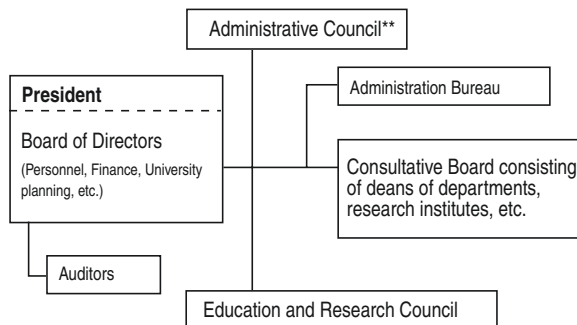 Administrative Council**
President
Board of Directors
(Personnel, Finance, University
planning, etc.)
Auditors
Administration Bureau
Consultative Board consisting
of deans of departments,
research institutes, etc.
Education and Research Council